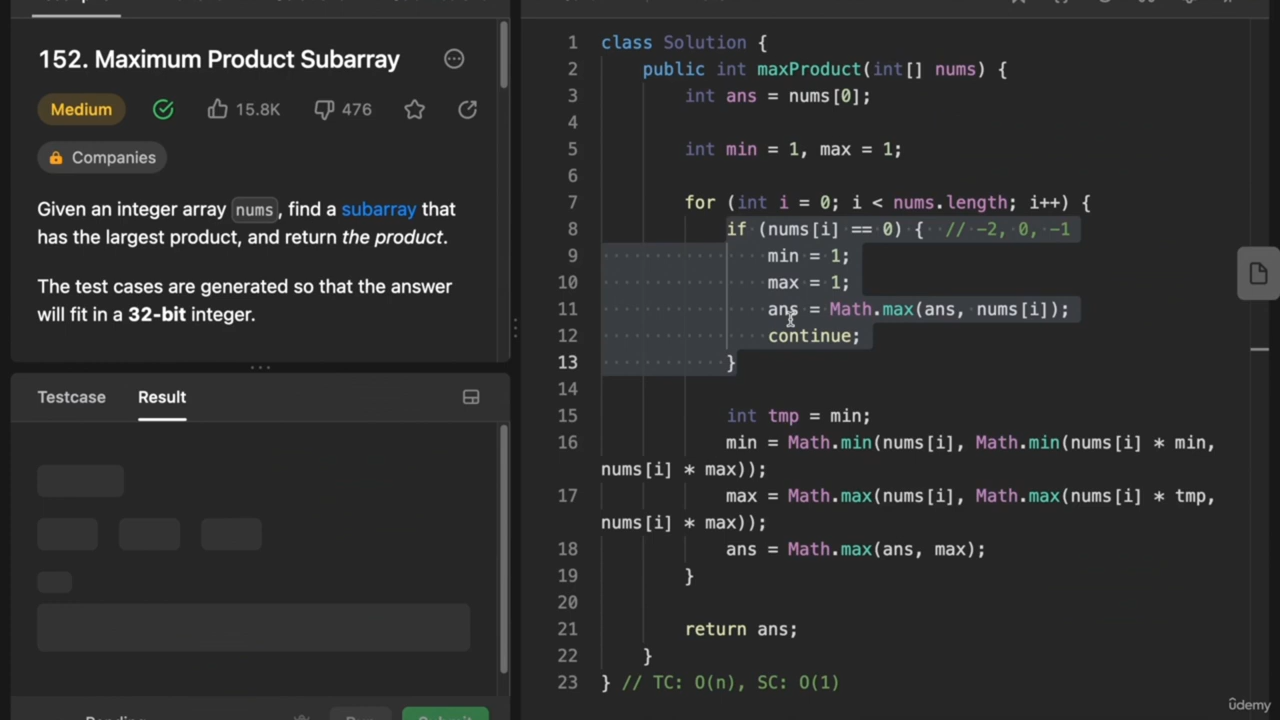 152. Maximum Product Subarray
Medium
15.8K
476
Companies
Given an integer array nums, find a subarray that
has the largest product, and return the product.
The test cases are generated so that the answer
will fit in a 32-bit integer.
Testcase
Result
1 class Solution {
2 public int maxProduct(int[] nums) {
3 int ans = nums[0];
4
5 int min = 1, max = 1;
6
7 for (int i = 0; i < nums.length; i++) {
8 if (nums[i] == 0) { // -2, 0, -1
9 min = 1;
10 max = 1;
11 ans = Math.max(ans, nums[i]);
12 continue;
13 }
14
15 int tmp = min;
16 min = Math.min(nums[i], Math.min(nums[i] * min,
nums[i] * max));
17 max = Math.max(nums[i], Math.max(nums[i] * tmp,
nums[i] * max));
18 ans = Math.max(ans, max);
19 }
20
21 return ans;
22 }
23 } // TC: O(n), SC: O(1)
ûdemy